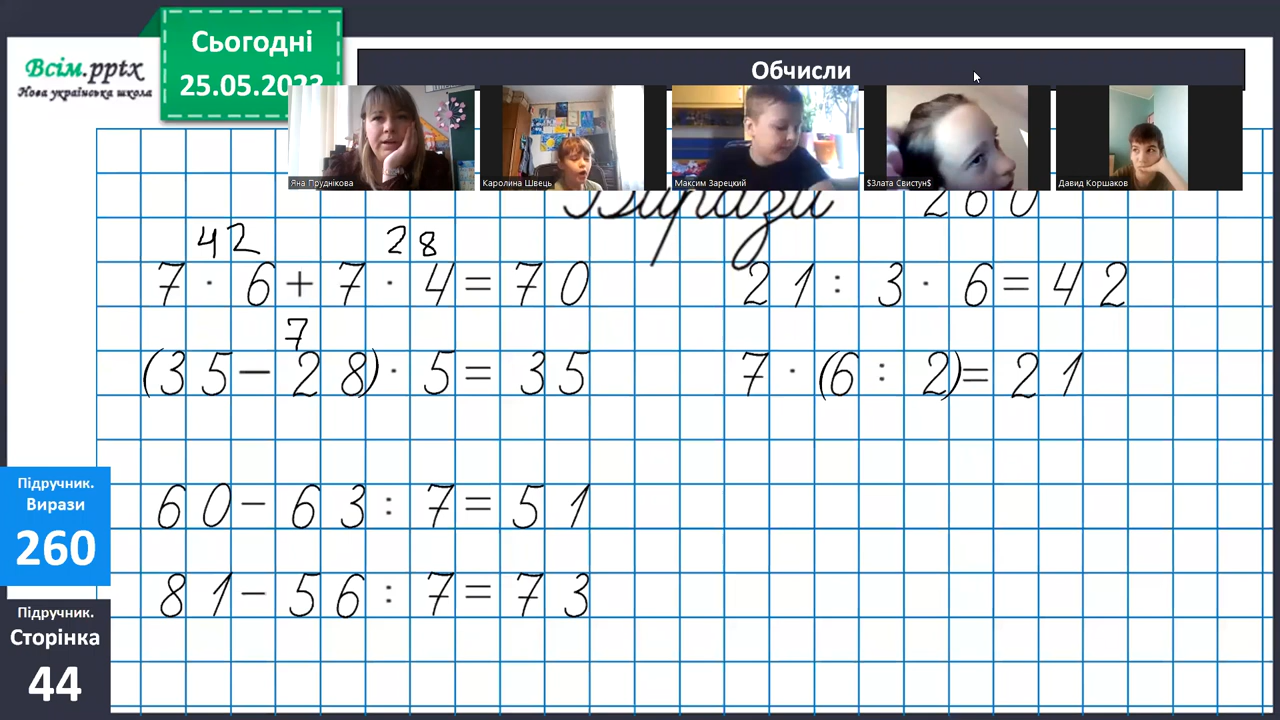 Всім.pptx
Нова українська школа
Сьогодні
25.05.2023
Обчисли
Яна Пруднікова
Каролина Швець
Максим Зарецкий
$Злата Свистун$
Давид Коршаков
Вирази 260
42 28
7 · 6 + 7 · 4 = 70
7
(35 − 28) · 5 = 35
60 − 63 : 7 = 51
81 − 56 : 7 = 73
21 : 3 · 6 = 42
7 · (6 : 2) = 21
Підручник.
Вирази
260
Підручник.
Сторінка
44